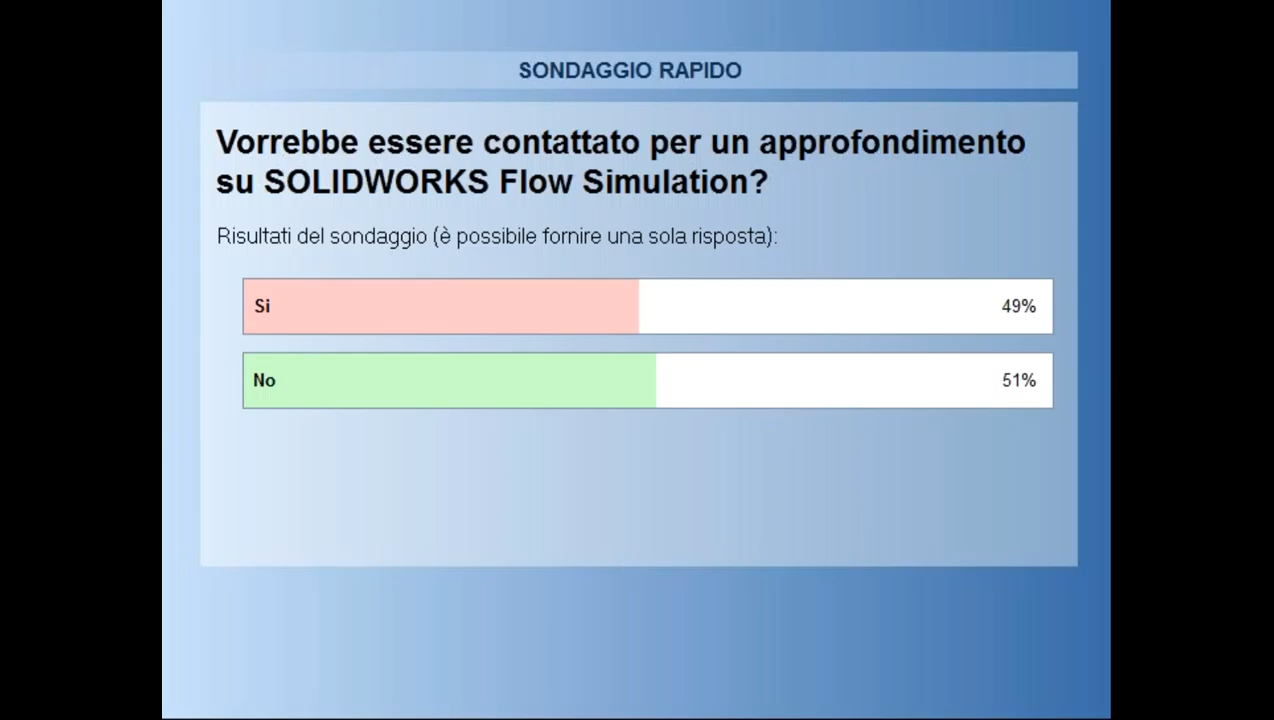 SONDAGGIO RAPIDO
Vorrebbe essere contattato per un approfondimento
su SOLIDWORKS Flow Simulation?
Risultati del sondaggio (è possibile fornire una sola risposta):
Si 49%
No 51%